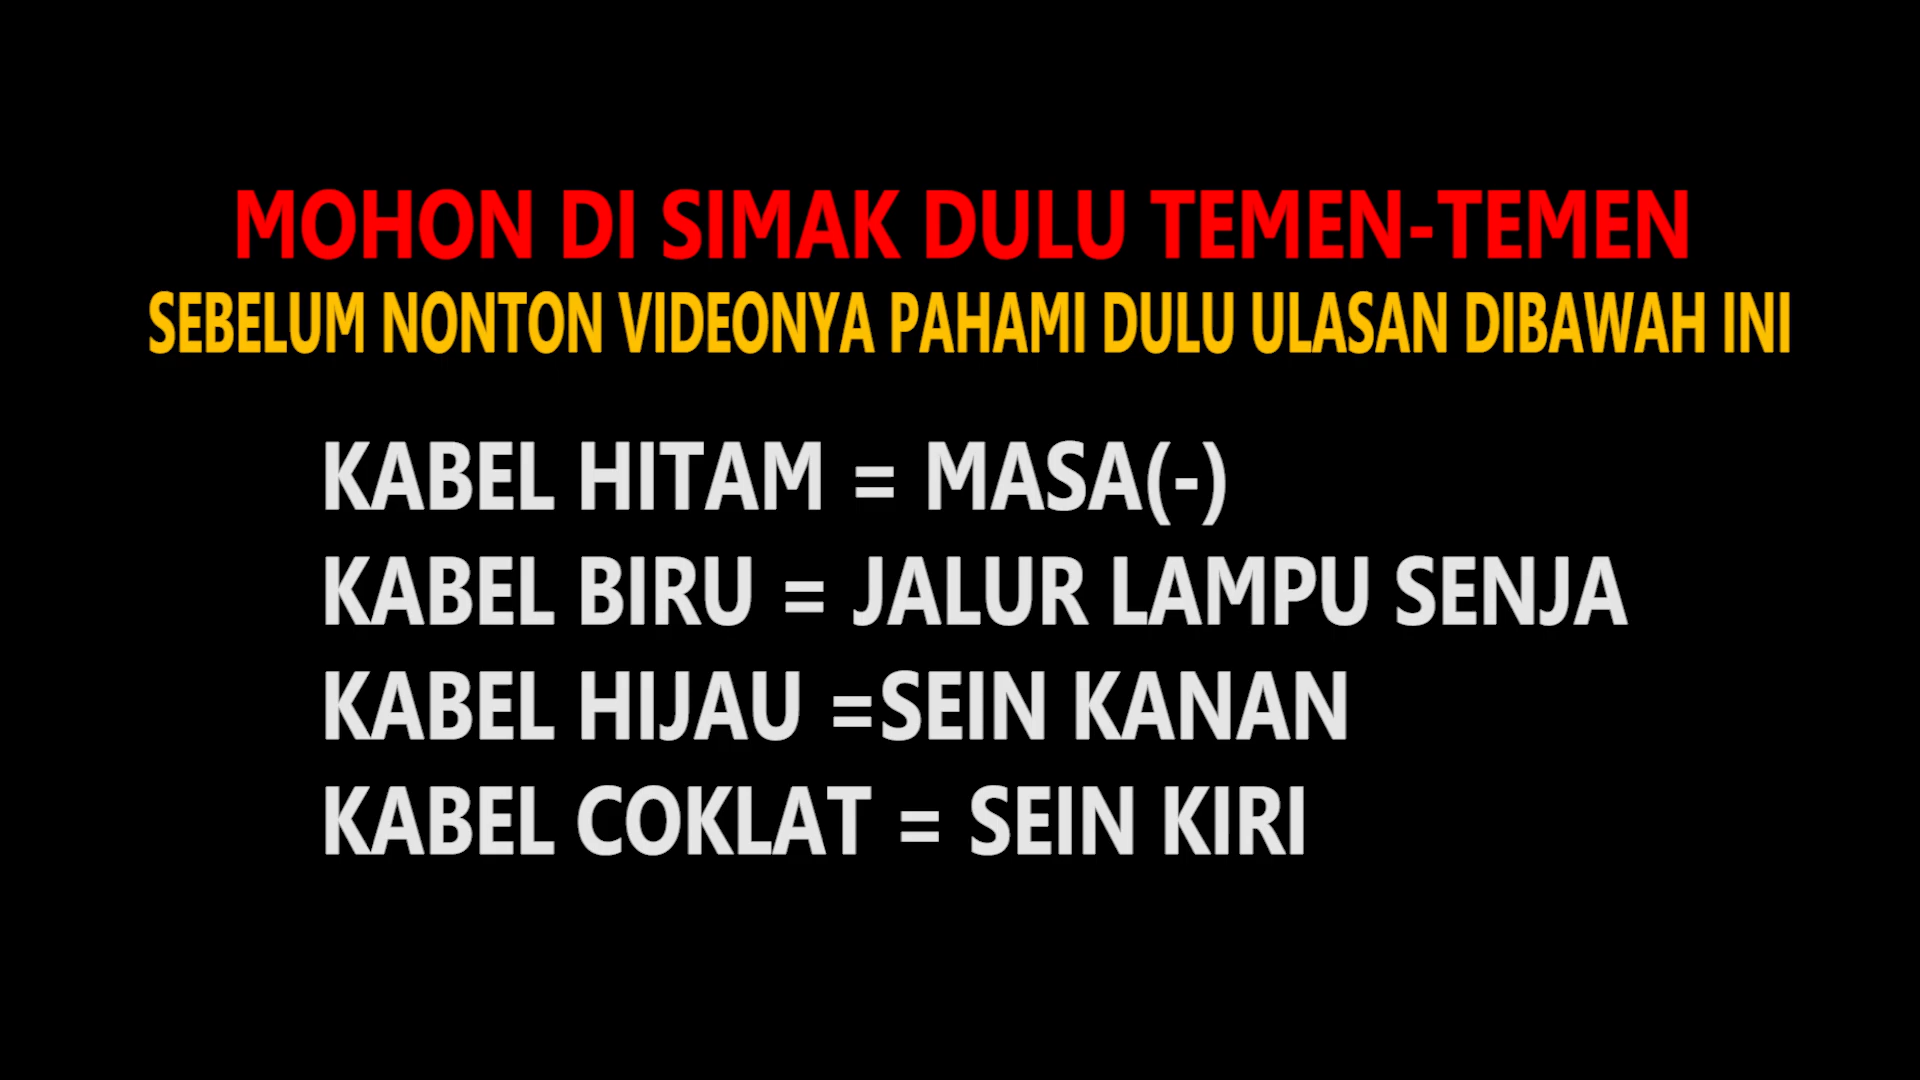 MOHON DI SIMAK DULU TEMEN-TEMEN
SEBELUM NONTON VIDEONYA PAHAMI DULU ULASAN DIBAWAH INI
KABEL HITAM = MASA(-)
KABEL BIRU = JALUR LAMPU SENJA
KABEL HIJAU =SEIN KANAN
KABEL COKLAT = SEIN KIRI